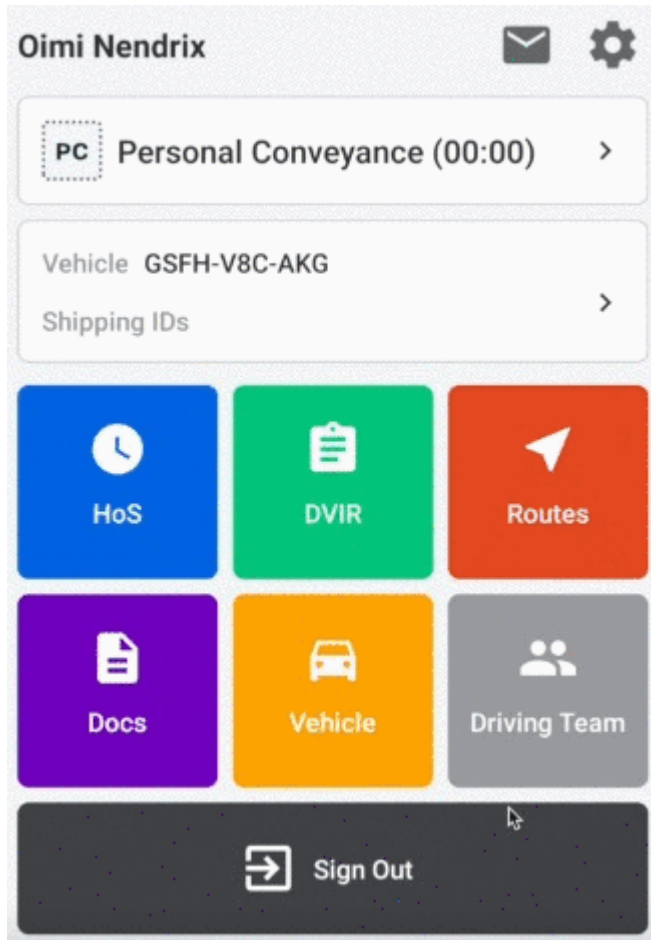 Oimi Nendrix
PC Personal Conveyance (00:00)
Vehicle GSFH-V8C-AKG
Shipping IDs
HoS DVIR Routes
Docs Vehicle Driving Team
Sign Out